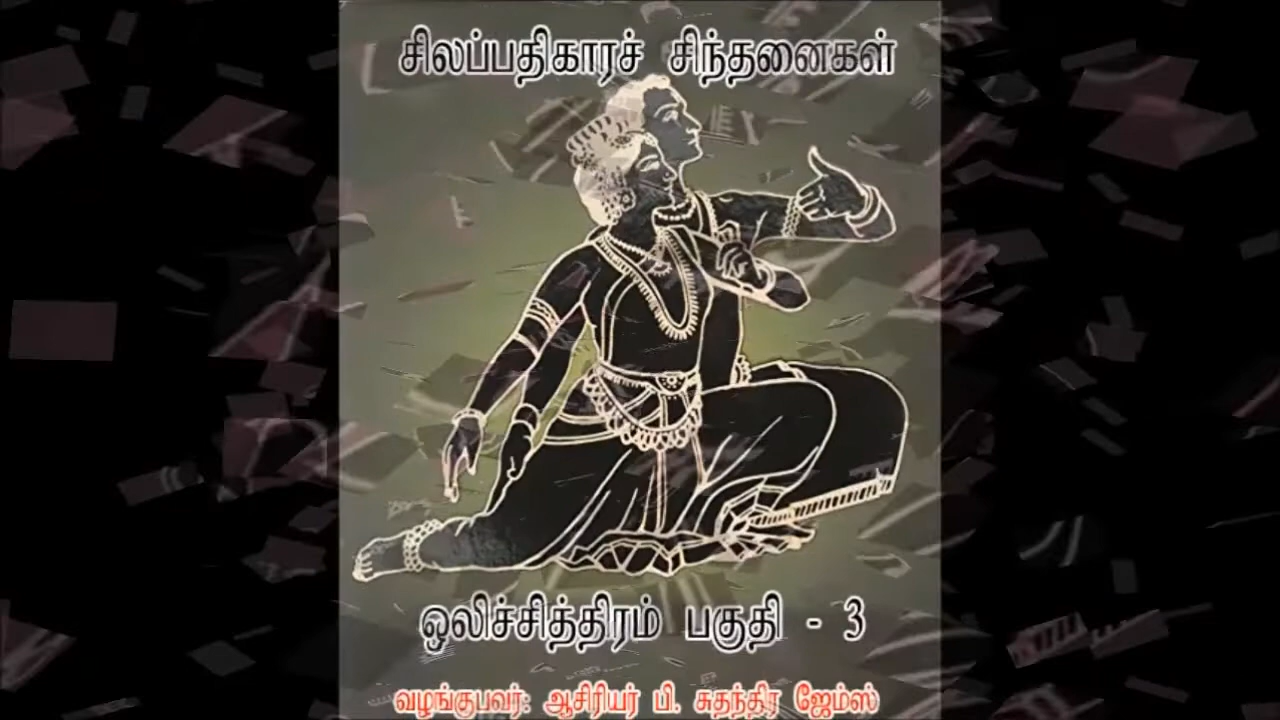 சிலப்பதிகாரச் சிந்தனைகள்
ஒலிச்சித்திரம் பகுதி - 3
வழங்குபவர்: ஆசிரியர் பி. சுதந்திர ஜேம்ஸ்